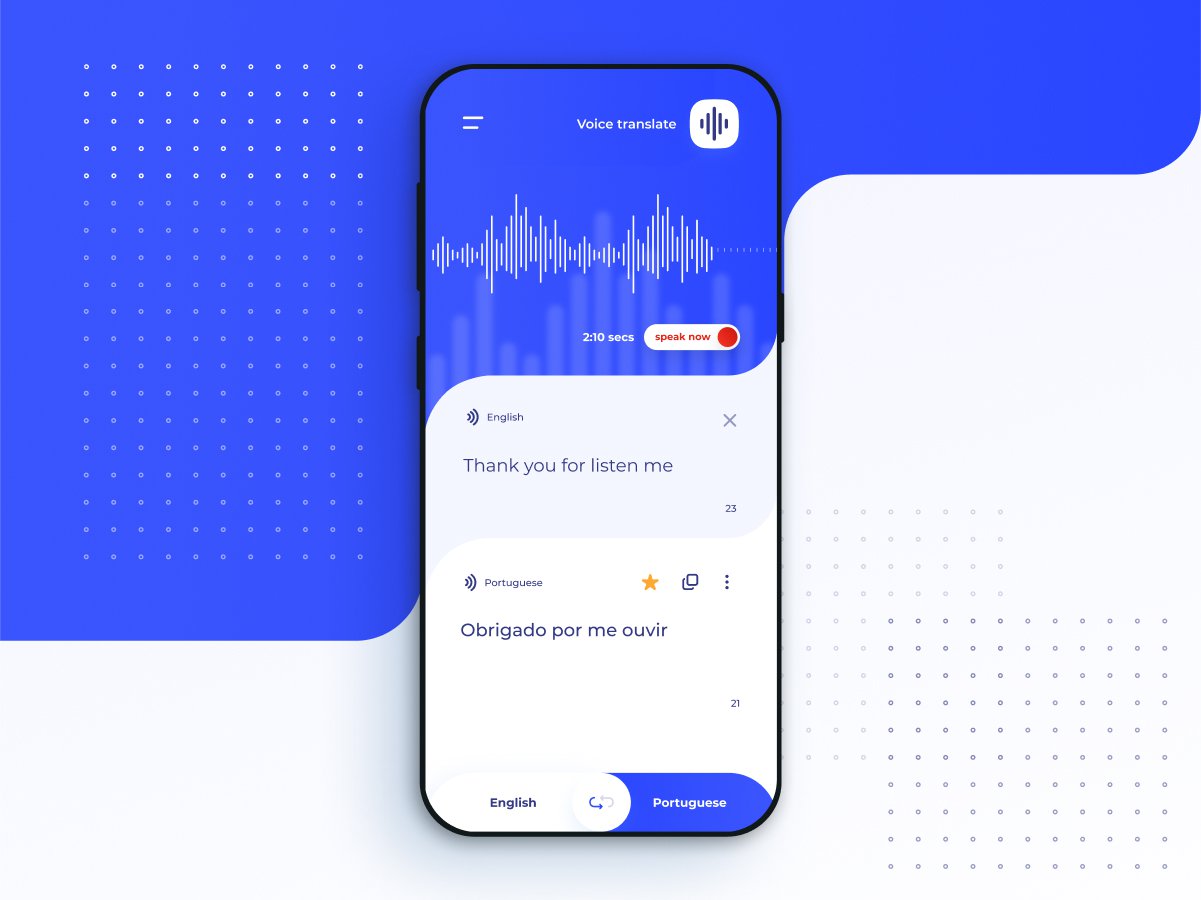 Voice translate
2:10 secs
speak now
English
Thank you for listen me
23
Portuguese
Obrigado por me ouvir
21
English
Portuguese